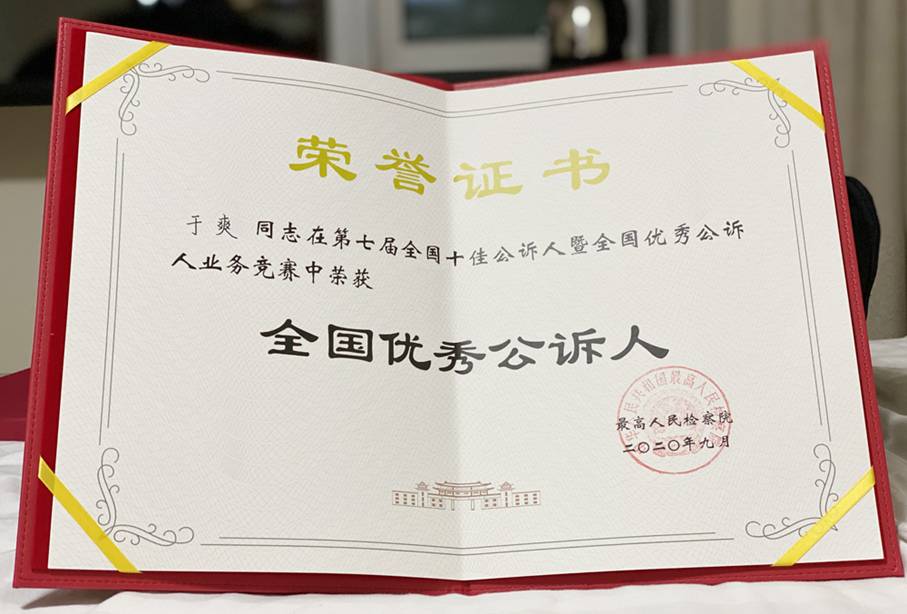 荣誉证书
于爽 同志在第七届全国十佳公诉人暨全国优秀公诉
人业务竞赛中荣获
全国优秀公诉人
最高人民检察院
二〇二〇年九月